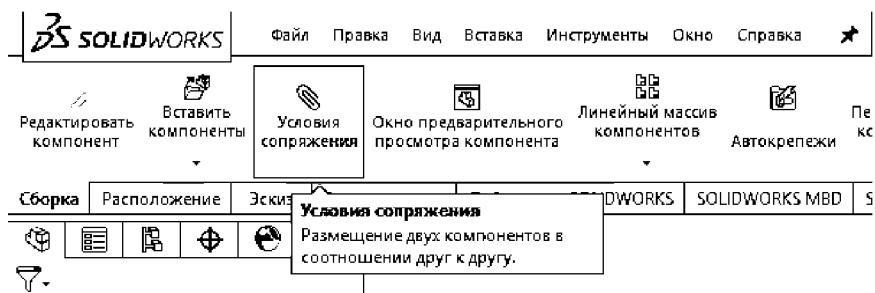 SOLIDWORKS Файл Правка Вид Вставка Инструменты Окно Справка
Редактировать компонент
Вставить компоненты
Условия сопряжения
Окно предварительного просмотра компонента
Линейный массив компонентов
Автокрепежи
Сборка Расположение SOLIDWORKS MBD
Условия сопряжения
Размещение двух компонентов в
соотношении друг к другу.